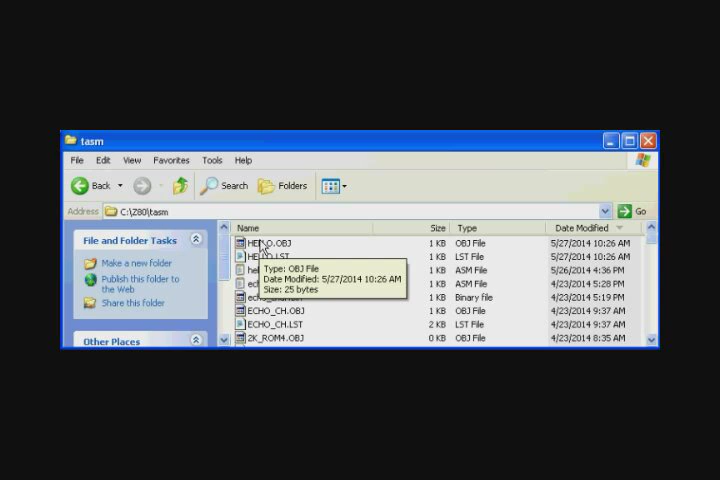 tasm
File Edit View Favorites Tools Help
Back Search Folders
Address C:\Z80\tasm Go
Name Size Type Date Modified
File and Folder Tasks
Make a new folder
Publish this folder to
the Web
Share this folder
Other Places
HELLO.OBJ 1 KB OBJ File 5/27/2014 10:26 AM
HELLO.LST 1 KB LST File 5/27/2014 10:26 AM
1 KB ASM File 5/26/2014 4:36 PM
1 KB ASM File 4/23/2014 5:28 PM
1 KB Binary file 4/23/2014 5:19 PM
ECHO_CH.OBJ 1 KB OBJ File 4/23/2014 9:37 AM
ECHO_CH.LST 2 KB LST File 4/23/2014 9:37 AM
2K_ROM4.OBJ 0 KB OBJ File 4/23/2014 8:35 AM
Type: OBJ File
Date Modified: 5/27/2014 10:26 AM
Size: 25 bytes